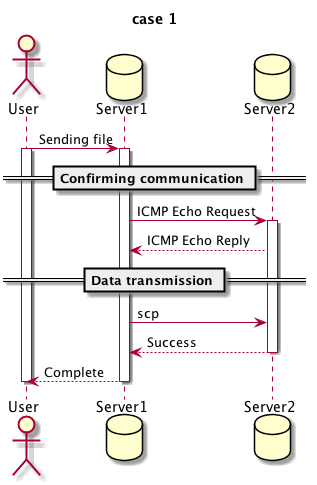 case 1
User
Server1
Server2
Sending file
Confirming communication
ICMP Echo Request
ICMP Echo Reply
Data transmission
scp
Success
Complete
User
Server1
Server2